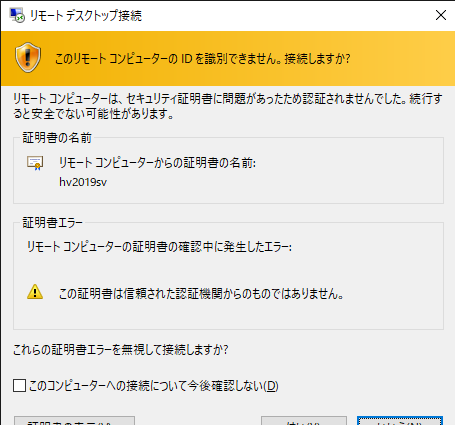 リモート デスクトップ接続
このリモート コンピューターの ID を識別できません。接続しますか?
リモート コンピューターは、セキュリティ証明書に問題があったため認証されませんでした。続行す
ると安全でない可能性があります。
証明書の名前
リモート コンピューターからの証明書の名前:
hv2019sv
証明書エラー
リモート コンピューターの証明書の確認中に発生したエラー:
この証明書は信頼された認証機関からのものではありません。
これらの証明書エラーを無視して接続しますか?
このコンピューターへの接続について今後確認しない(D)